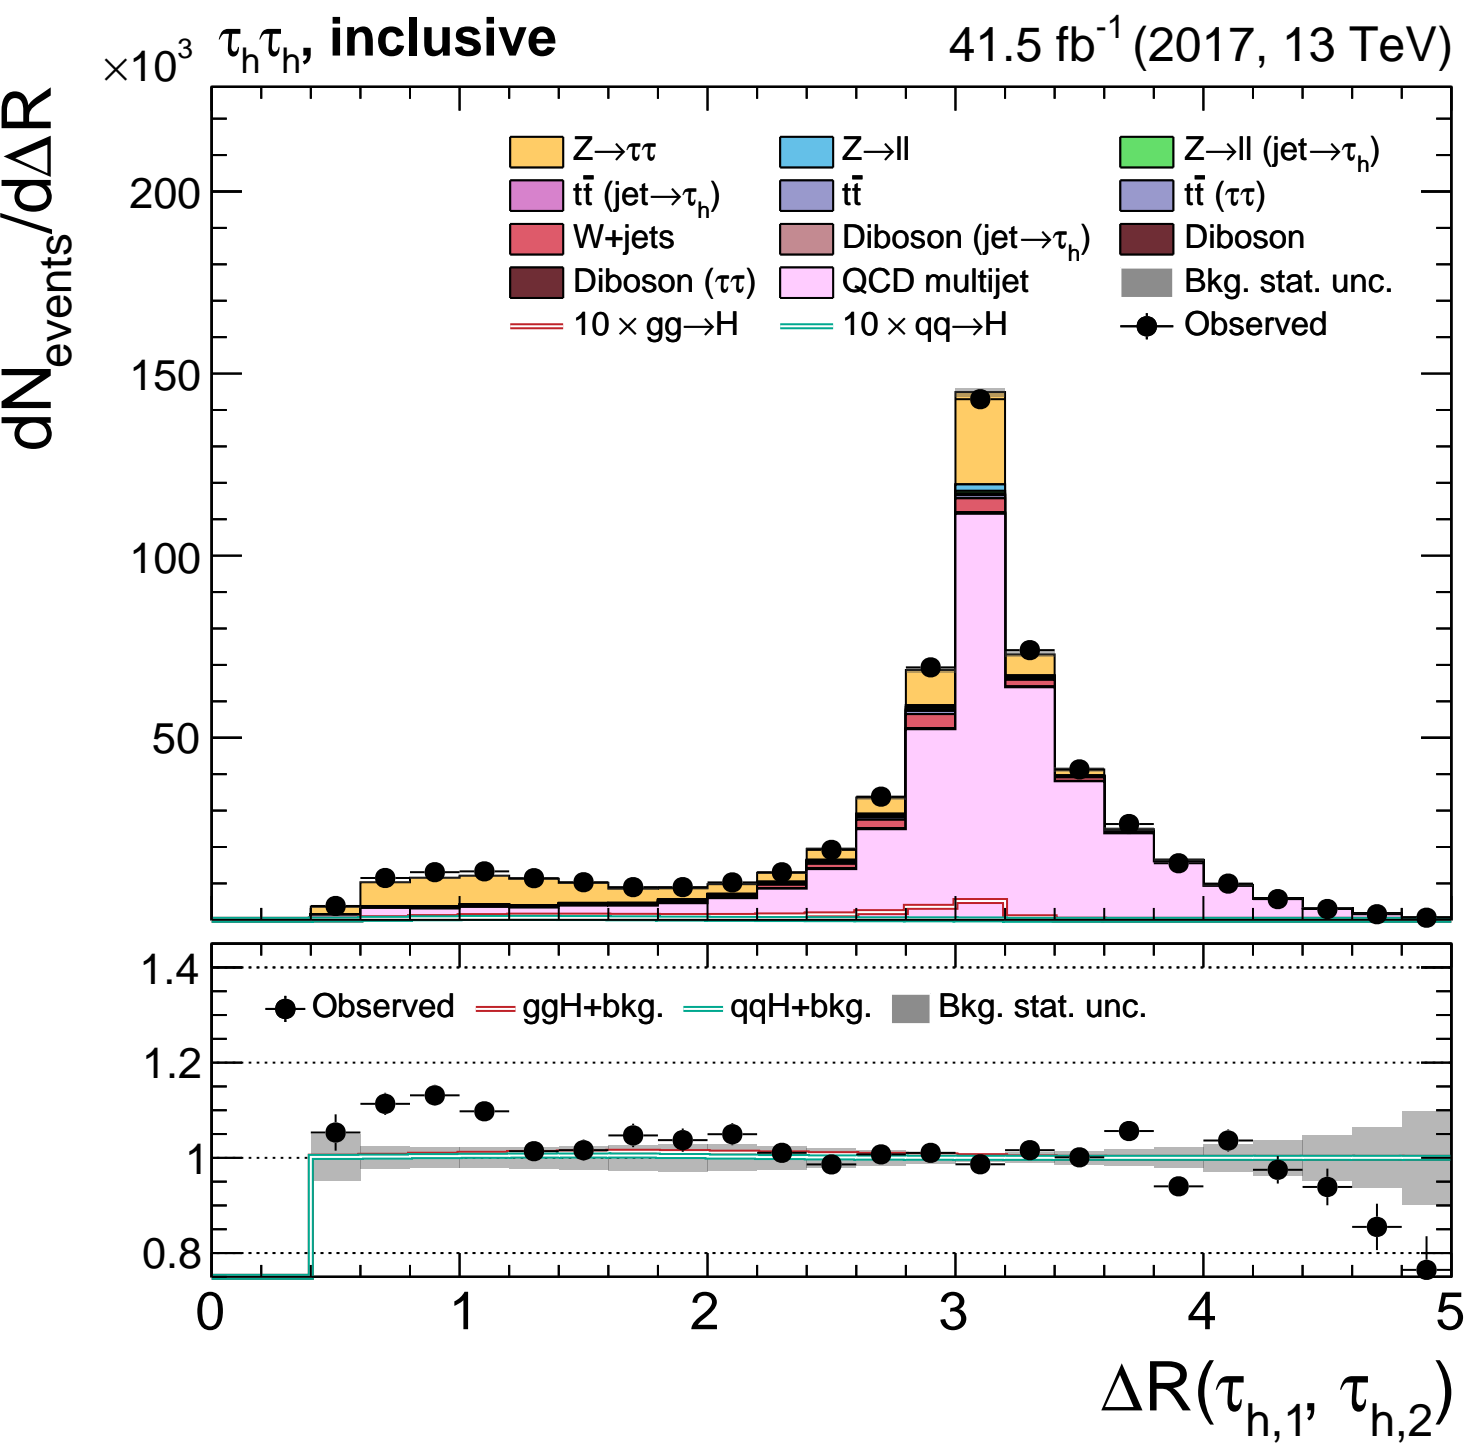 ×10³ τhτh, inclusive 41.5 fb⁻¹ (2017, 13 TeV)
dNevents/dΔR
200
150
100
50
Z→ττ Z→ll Z→ll (jet→τh)
tt̄ (jet→τh) tt̄ tt̄ (ττ)
W+jets Diboson (jet→τh) Diboson
Diboson (ττ) QCD multijet Bkg. stat. unc.
10 × gg→H 10 × qq→H Observed
1.4
1.2
1
0.8
Observed ggH+bkg. qqH+bkg. Bkg. stat. unc.
0 1 2 3 4 5
ΔR(τh,1, τh,2)